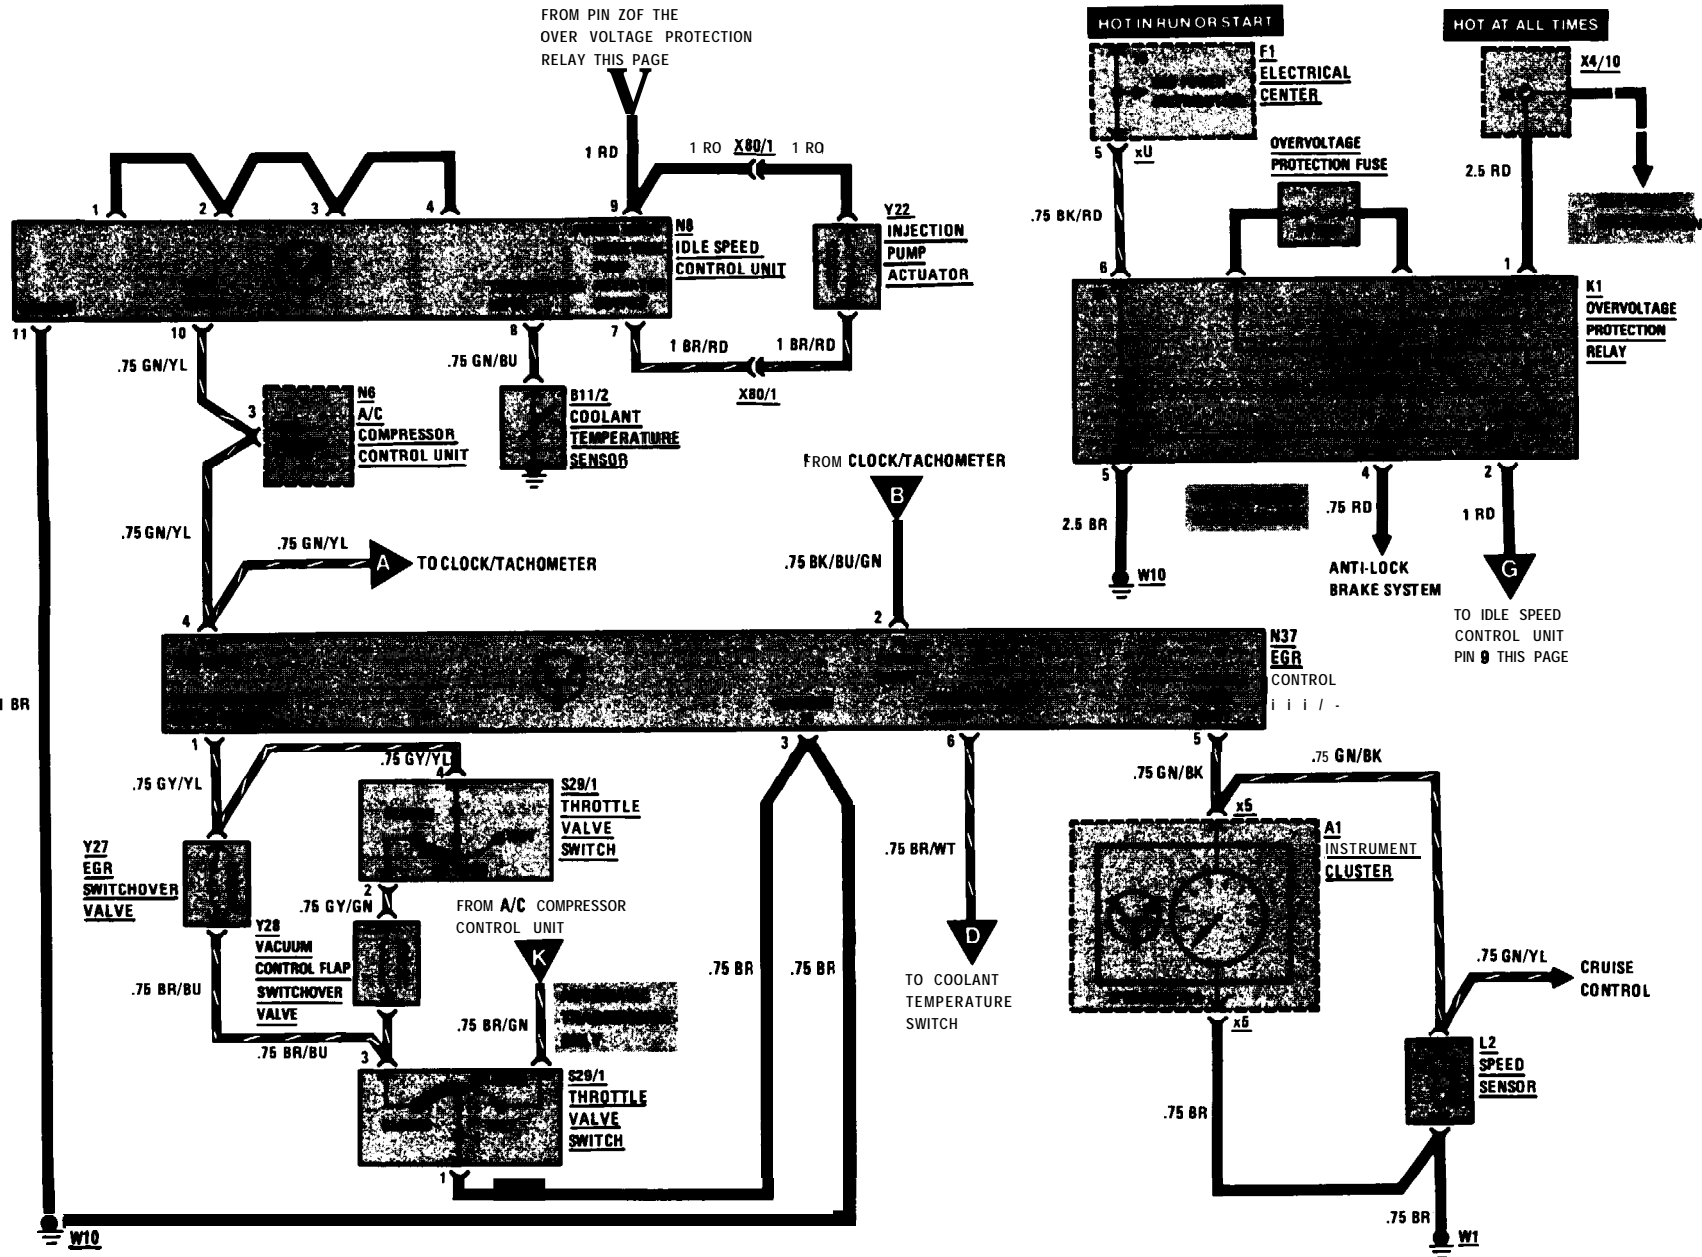 FROM PIN ZOF THE
OVER VOLTAGE PROTECTION
RELAY THIS PAGE
HOT IN RUN OR START
HOT AT ALL TIMES
F1
ELECTRICAL
CENTER
X4/10
5
xU
OVERVOLTAGE
PROTECTION FUSE
1 RD
1 RO
X80/1
1 RO
2.5 RD
.75 BK/RD
1
2
3
4
9
N8
IDLE SPEED
CONTROL UNIT
Y22
INJECTION
PUMP
ACTUATOR
6
1
K1
OVERVOLTAGE
PROTECTION
RELAY
11
10
8
7
.75 GN/YL
.75 GN/BU
1 BR/RD
1 BR/RD
X80/1
3
N6
A/C
COMPRESSOR
CONTROL UNIT
B11/2
COOLANT
TEMPERATURE
SENSOR
FROM CLOCK/TACHOMETER
B
5
4
2
2.5 BR
.75 RD
1 RD
.75 GN/YL
.75 GN/YL
A
TO CLOCK/TACHOMETER
.75 BK/BU/GN
W10
ANTI-LOCK
BRAKE SYSTEM
G
TO IDLE SPEED
CONTROL UNIT
PIN 9 THIS PAGE
4
2
N37
EGR
CONTROL
i i i / -
1 BR
1
3
6
5
.75 GY/YL
.75 GY/YL
4
S29/1
THROTTLE
VALVE
SWITCH
.75 GN/BK
.75 GN/BK
x5
A1
INSTRUMENT
CLUSTER
Y27
EGR
SWITCHOVER
VALVE
2
.75 GY/GN
.75 BR/WT
FROM A/C COMPRESSOR
CONTROL UNIT
K
Y28
VACUUM
CONTROL FLAP
SWITCHOVER
VALVE
D
TO COOLANT
TEMPERATURE
SWITCH
.75 BR
.75 BR
.75 GN/YL
CRUISE
CONTROL
.75 BR/BU
.75 BR/GN
x5
.75 BR/BU
3
S29/1
THROTTLE
VALVE
SWITCH
L2
SPEED
SENSOR
.75 BR
1
.75 BR
W10
W1